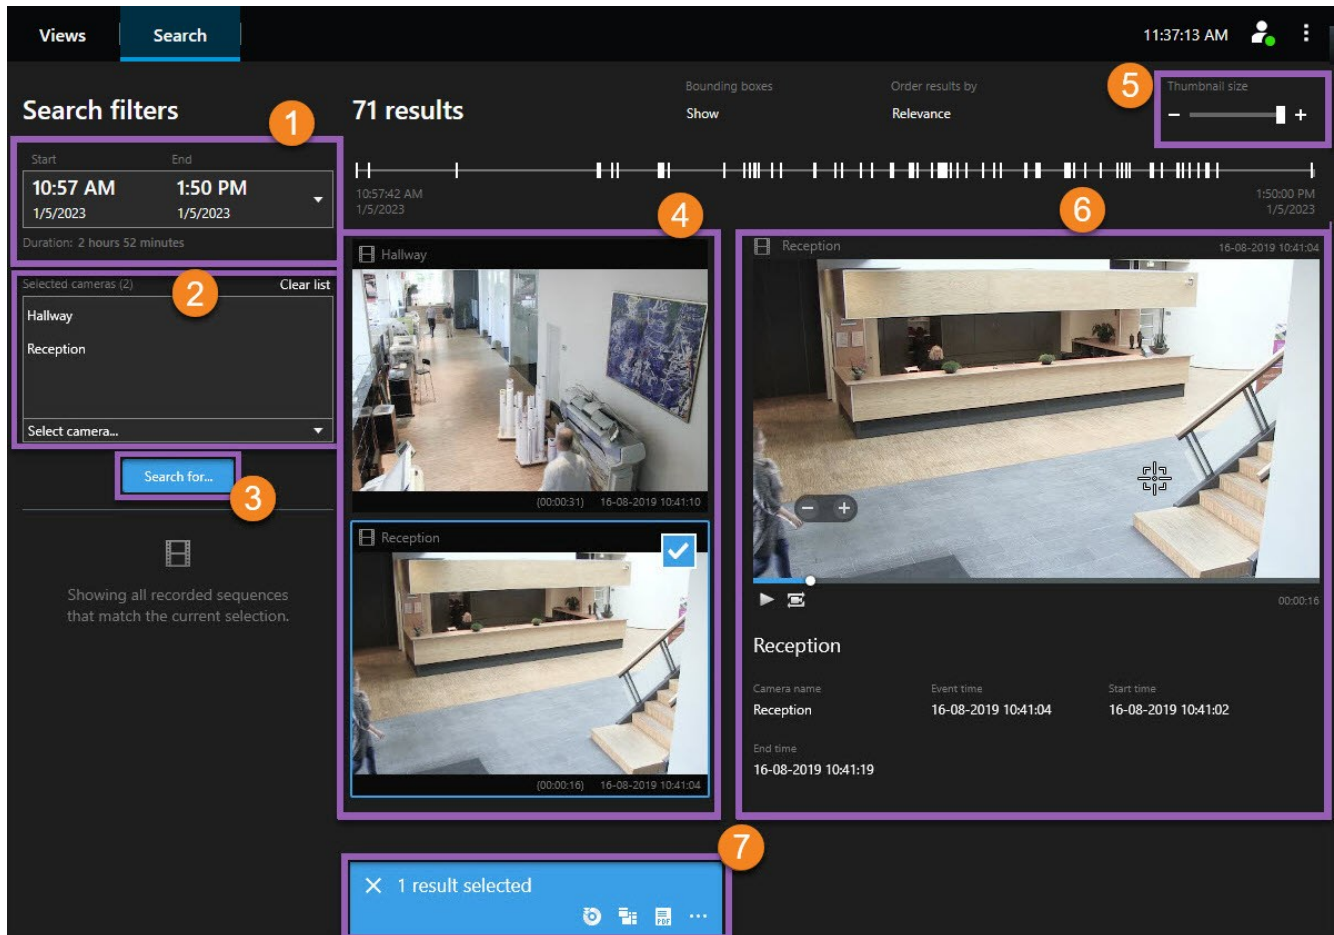 Views
Search
11:37:13 AM
Search filters
1
71 results
Bounding boxes
Show
Order results by
Relevance
5
Thumbnail size
− +
Start End
10:57 AM 1:50 PM
1/5/2023 1/5/2023
Duration: 2 hours 52 minutes
10:57:42 AM
1/5/2023
1:50:00 PM
1/5/2023
2
Selected cameras (2) Clear list
Hallway
Reception
Select camera...
Search for...
3
Showing all recorded sequences
that match the current selection.
4
Hallway
(00:00:31) 16-08-2019 10:41:10
Reception
(00:00:16) 16-08-2019 10:41:04
6
Reception 16-08-2019 10:41:04
− +
00:00:16
Reception
Camera name Event time Start time
Reception 16-08-2019 10:41:04 16-08-2019 10:41:02
End time
16-08-2019 10:41:19
7
1 result selected
PDF